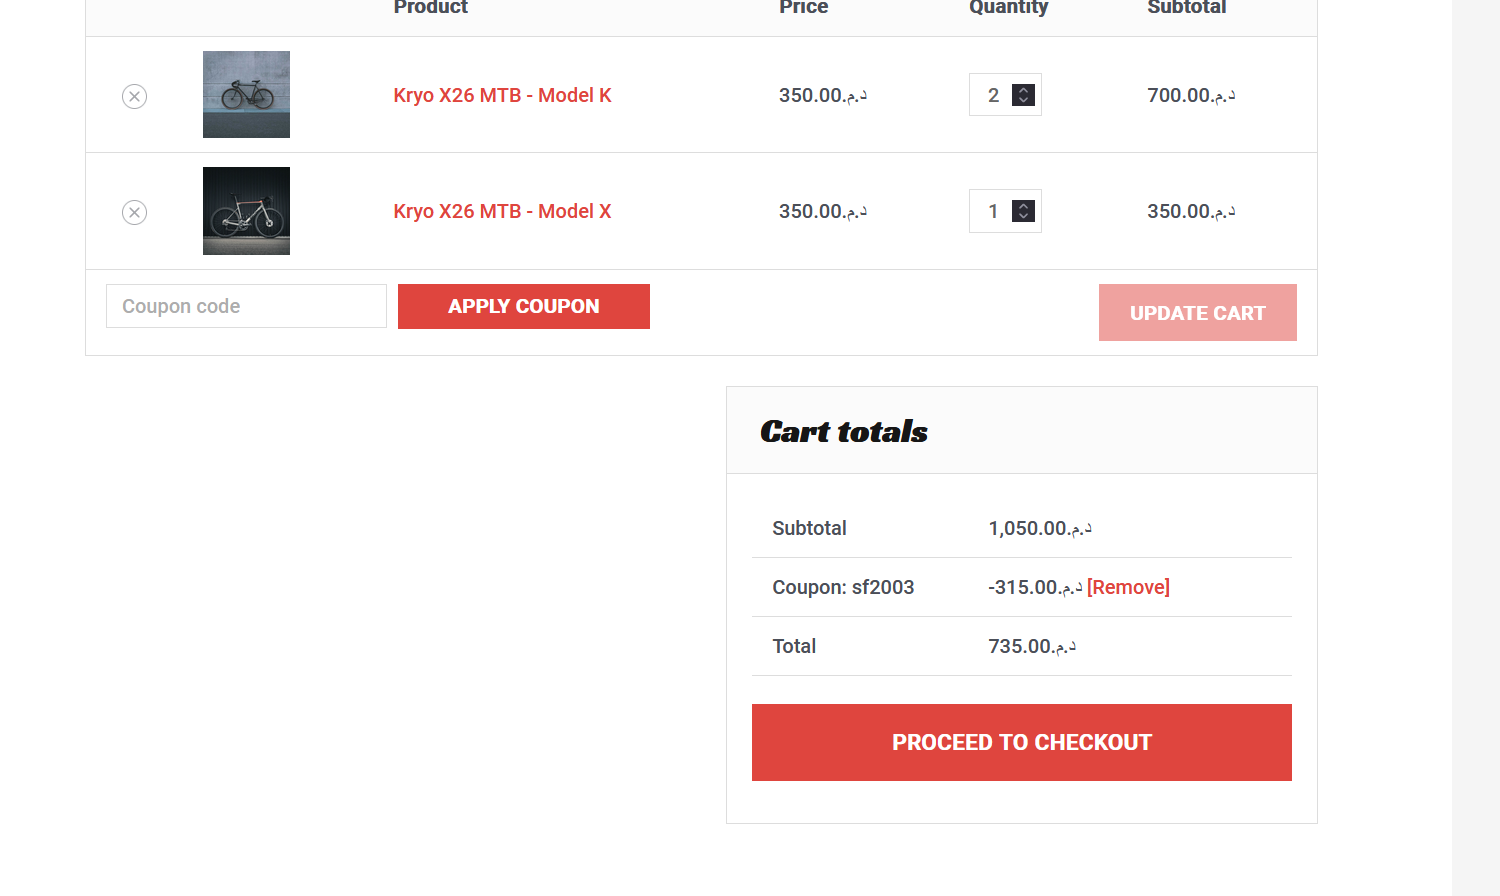 Product Price Quantity Subtotal
Kryo X26 MTB - Model K 350.00د.م. 2 700.00د.م.
Kryo X26 MTB - Model X 350.00د.م. 1 350.00د.م.
Coupon code APPLY COUPON UPDATE CART
Cart totals
Subtotal 1,050.00د.م.
Coupon: sf2003 -315.00د.م. [Remove]
Total 735.00د.م.
PROCEED TO CHECKOUT